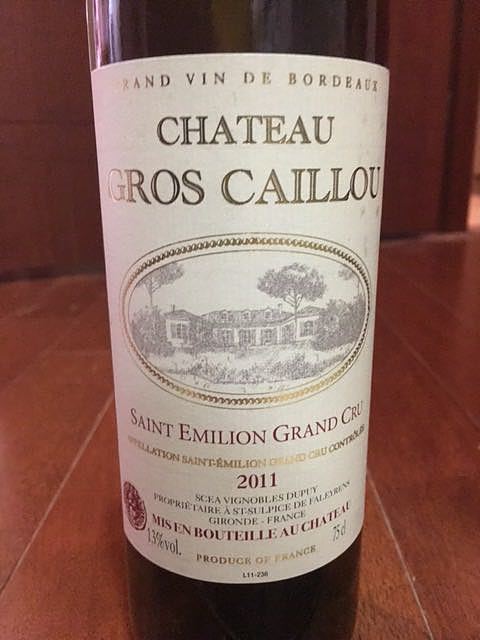 GRAND VIN DE BORDEAUX
CHATEAU
GROS CAILLOU
SAINT EMILION GRAND CRU
APPELLATION SAINT-ÉMILION GRAND CRU CONTRÔLÉE
2011
SCEA VIGNOBLES DUPUY
PROPRIÉTAIRE À ST-SULPICE DE FALEYRENS
GIRONDE - FRANCE
MIS EN BOUTEILLE AU CHATEAU
13%vol.
75 cl
PRODUCE OF FRANCE
L11-236